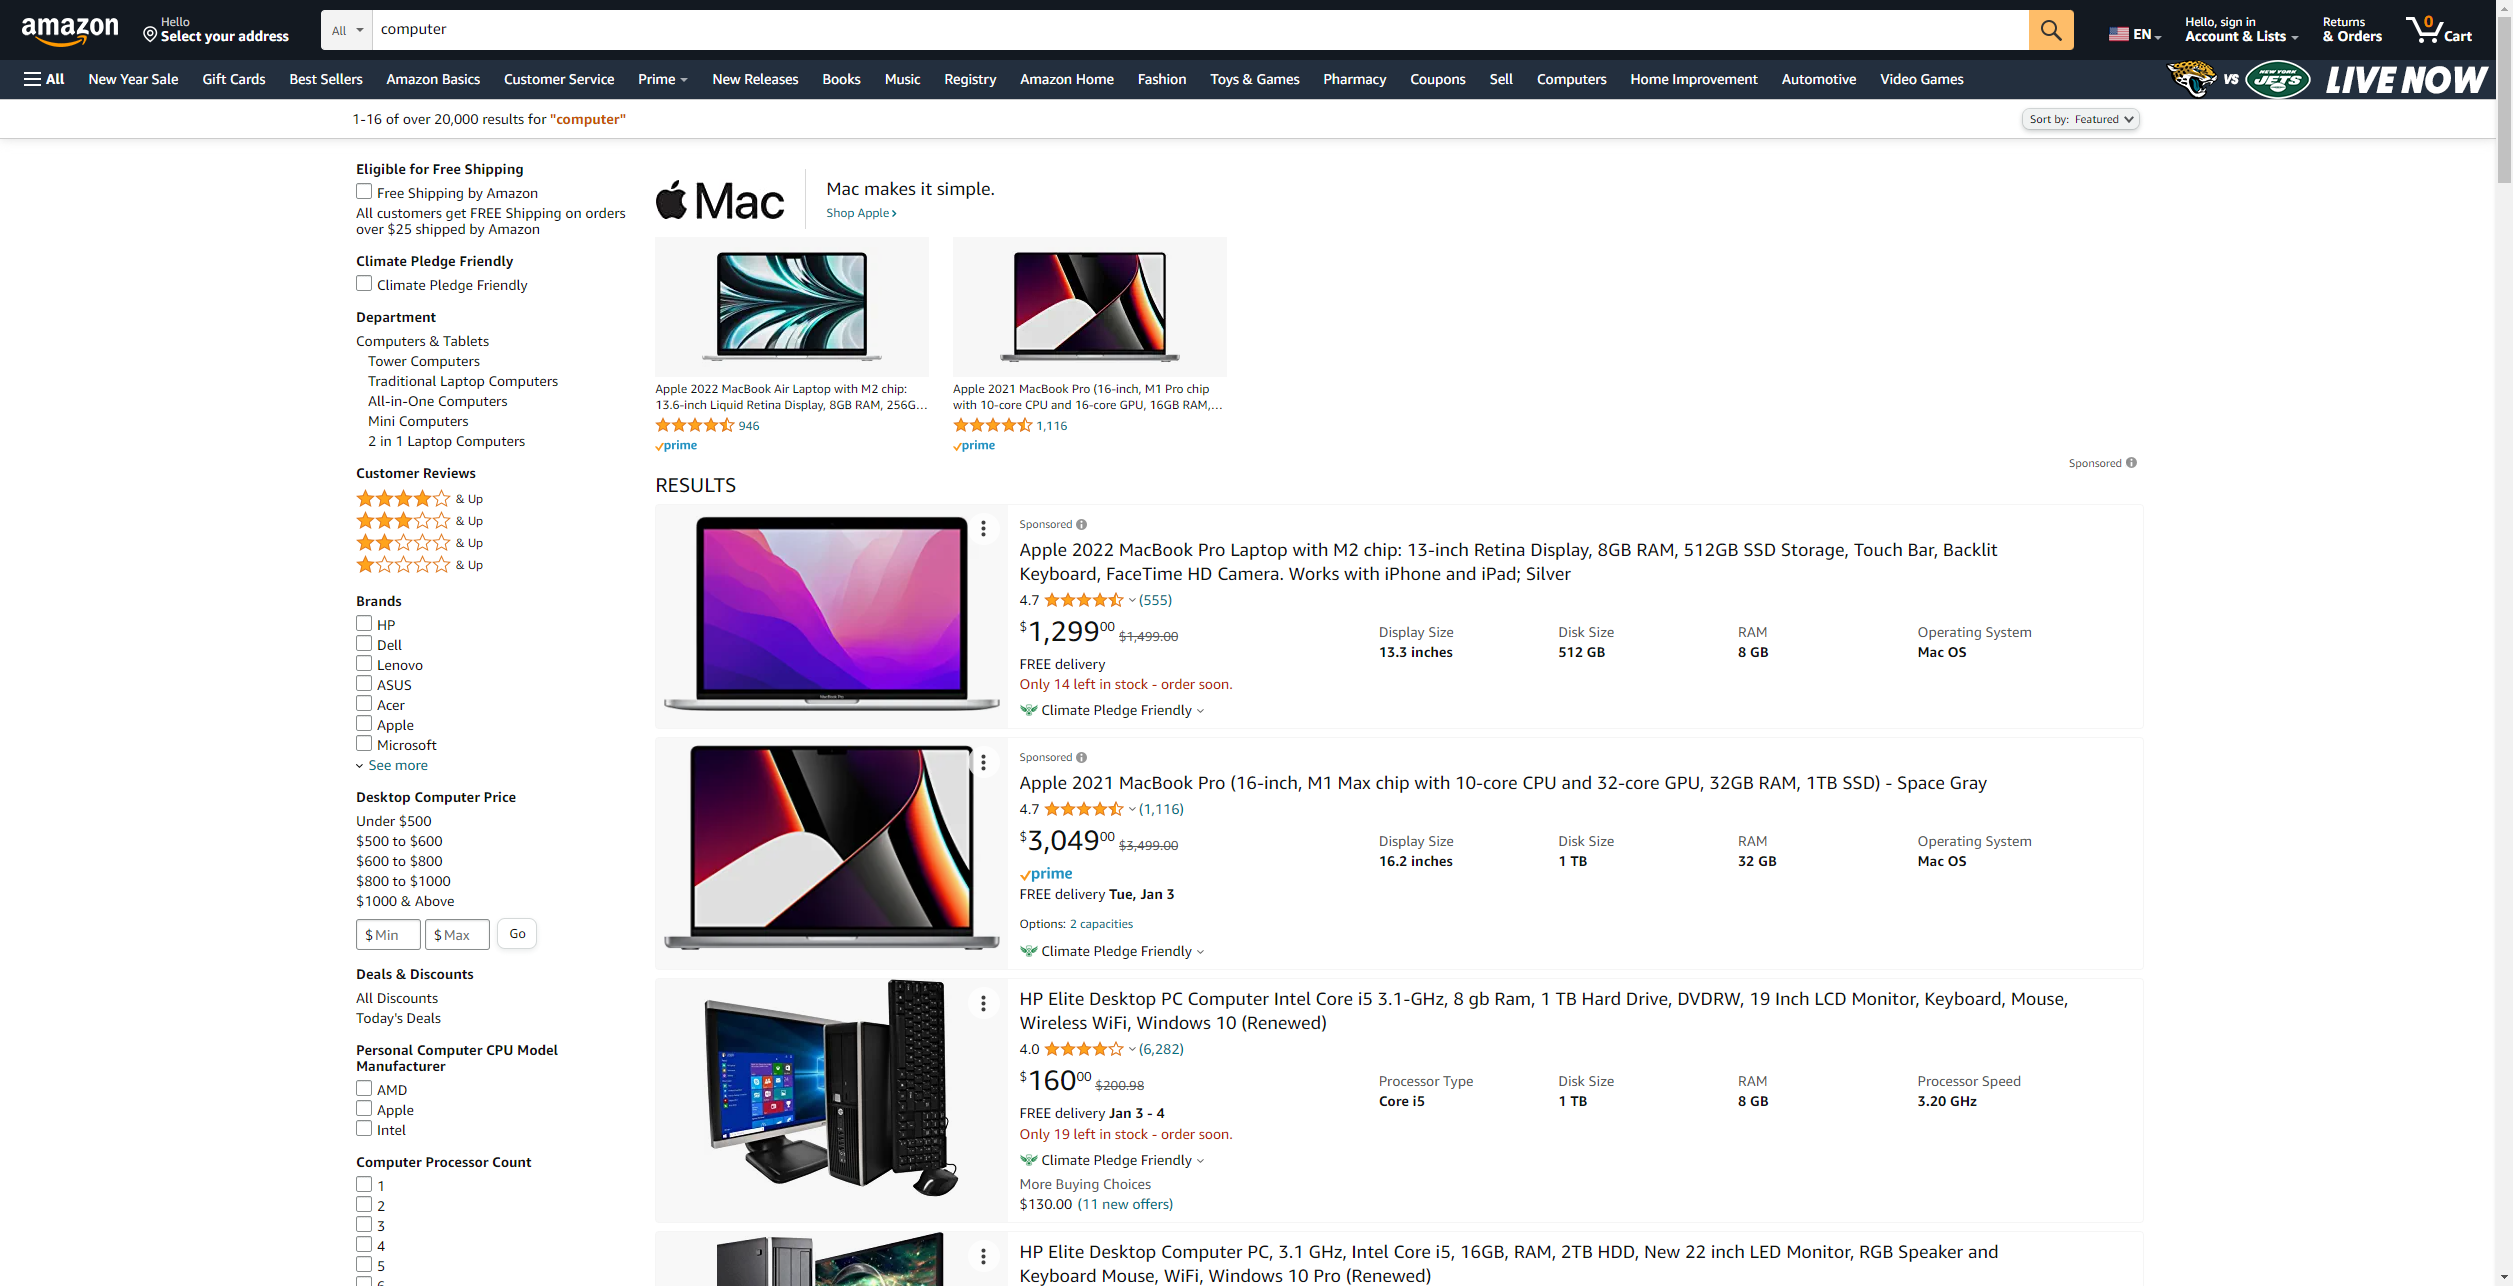 amazon
Hello
Select your address
All
computer
EN
Hello, sign in
Account & Lists
Returns
& Orders
0
Cart
All
New Year Sale
Gift Cards
Best Sellers
Amazon Basics
Customer Service
Prime
New Releases
Books
Music
Registry
Amazon Home
Fashion
Toys & Games
Pharmacy
Coupons
Sell
Computers
Home Improvement
Automotive
Video Games
VS
NEW YORK
JETS
LIVE NOW
1-16 of over 20,000 results for "computer"
Sort by: Featured
Eligible for Free Shipping
Free Shipping by Amazon
All customers get FREE Shipping on orders
over $25 shipped by Amazon
Climate Pledge Friendly
Climate Pledge Friendly
Department
Computers & Tablets
Tower Computers
Traditional Laptop Computers
All-in-One Computers
Mini Computers
2 in 1 Laptop Computers
Customer Reviews
& Up
& Up
& Up
& Up
Brands
HP
Dell
Lenovo
ASUS
Acer
Apple
Microsoft
See more
Desktop Computer Price
Under $500
$500 to $600
$600 to $800
$800 to $1000
$1000 & Above
$ Min
$ Max
Go
Deals & Discounts
All Discounts
Today's Deals
Personal Computer CPU Model
Manufacturer
AMD
Apple
Intel
Computer Processor Count
1
2
3
4
5
6
Mac
Mac makes it simple.
Shop Apple ›
Apple 2022 MacBook Air Laptop with M2 chip:
13.6-inch Liquid Retina Display, 8GB RAM, 256G...
946
prime
Apple 2021 MacBook Pro (16-inch, M1 Pro chip
with 10-core CPU and 16-core GPU, 16GB RAM,...
1,116
prime
Sponsored
RESULTS
MacBook Pro
Sponsored
Apple 2022 MacBook Pro Laptop with M2 chip: 13-inch Retina Display, 8GB RAM, 512GB SSD Storage, Touch Bar, Backlit
Keyboard, FaceTime HD Camera. Works with iPhone and iPad; Silver
4.7 (555)
$1,299.00 $1,499.00
FREE delivery
Only 14 left in stock - order soon.
Climate Pledge Friendly
Display Size
13.3 inches
Disk Size
512 GB
RAM
8 GB
Operating System
Mac OS
Sponsored
Apple 2021 MacBook Pro (16-inch, M1 Max chip with 10-core CPU and 32-core GPU, 32GB RAM, 1TB SSD) - Space Gray
4.7 (1,116)
$3,049.00 $3,499.00
prime
FREE delivery Tue, Jan 3
Options: 2 capacities
Climate Pledge Friendly
Display Size
16.2 inches
Disk Size
1 TB
RAM
32 GB
Operating System
Mac OS
HP Elite Desktop PC Computer Intel Core i5 3.1-GHz, 8 gb Ram, 1 TB Hard Drive, DVDRW, 19 Inch LCD Monitor, Keyboard, Mouse,
Wireless WiFi, Windows 10 (Renewed)
4.0 (6,282)
$160.00 $200.98
FREE delivery Jan 3 - 4
Only 19 left in stock - order soon.
Climate Pledge Friendly
More Buying Choices
$130.00 (11 new offers)
Processor Type
Core i5
Disk Size
1 TB
RAM
8 GB
Processor Speed
3.20 GHz
HP Elite Desktop Computer PC, 3.1 GHz, Intel Core i5, 16GB, RAM, 2TB HDD, New 22 inch LED Monitor, RGB Speaker and
Keyboard Mouse, WiFi, Windows 10 Pro (Renewed)